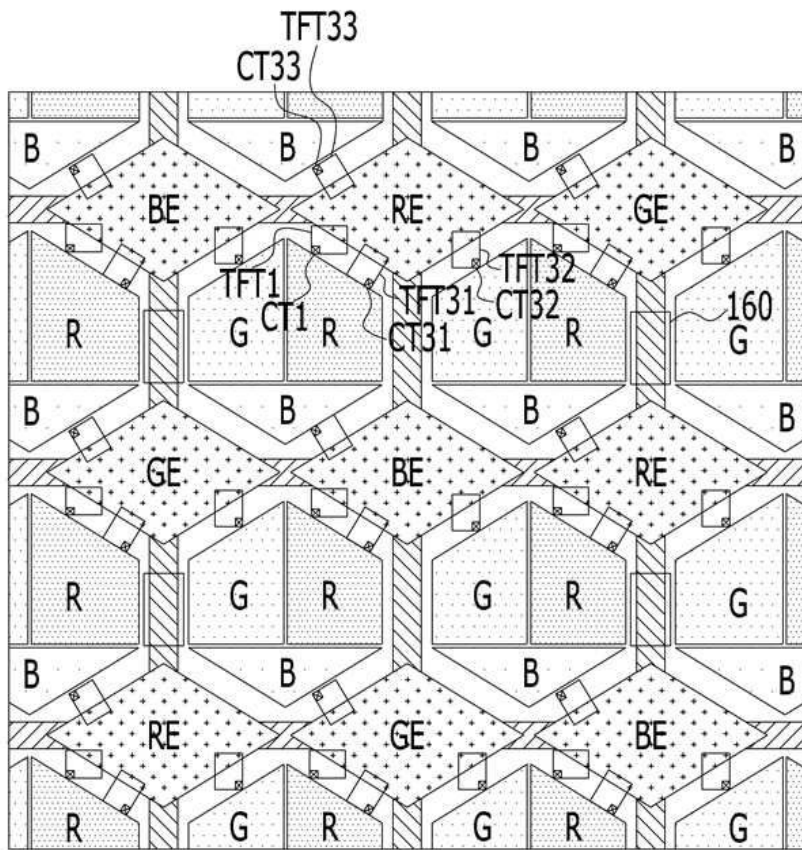 TFT33
CT33
B B B B
BE RE GE
TFT1 TFT31 TFT32
CT1 CT31 CT32
160
R G R G R G
B B B B
GE BE RE
R G R G R G
B B B B
RE GE BE
R G R G R G